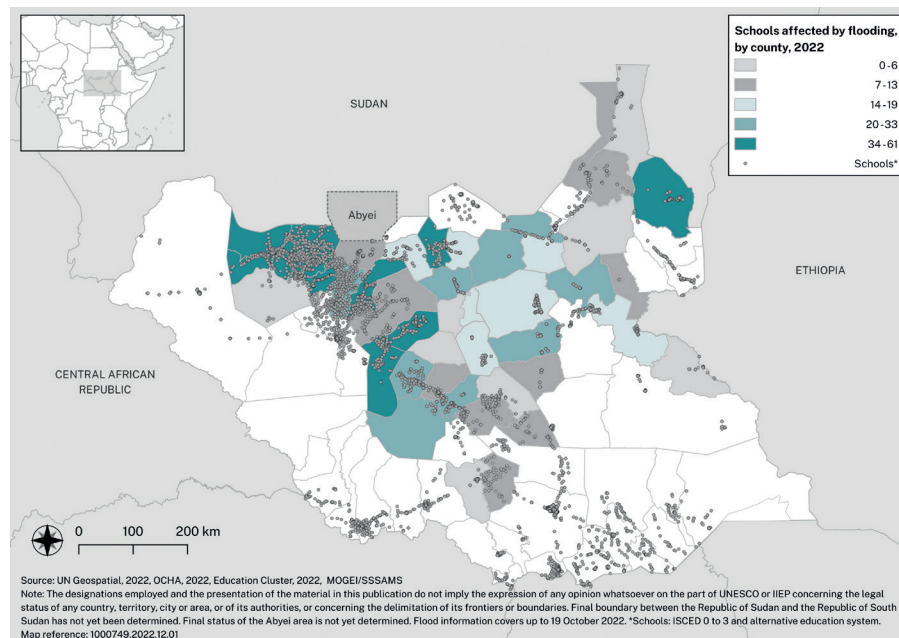 Schools affected by flooding,
by county, 2022
0-6
7-13
14-19
20-33
34-61
Schools*
SUDAN
Abyei
ETHIOPIA
CENTRAL AFRICAN
REPUBLIC
0 100 200 km
Source: UN Geospatial, 2022, OCHA, 2022, Education Cluster, 2022, MOGEI/SSSAMS
Note: The designations employed and the presentation of the material in this publication do not imply the expression of any opinion whatsoever on the part of UNESCO or IIEP concerning the legal
status of any country, territory, city or area, or of its authorities, or concerning the delimitation of its frontiers or boundaries. Final boundary between the Republic of Sudan and the Republic of South
Sudan has not yet been determined. Final status of the Abyei area is not yet determined. Flood information covers up to 19 October 2022. *Schools: ISCED 0 to 3 and alternative education system.
Map reference: 1000749.2022.12.01